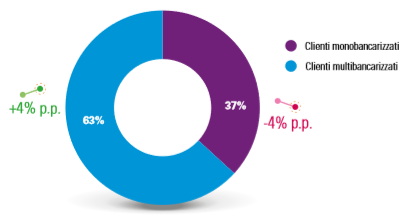 Clienti monobancarizzati
Clienti multibancarizzati
+4% p.p.
63%
37%
-4% p.p.